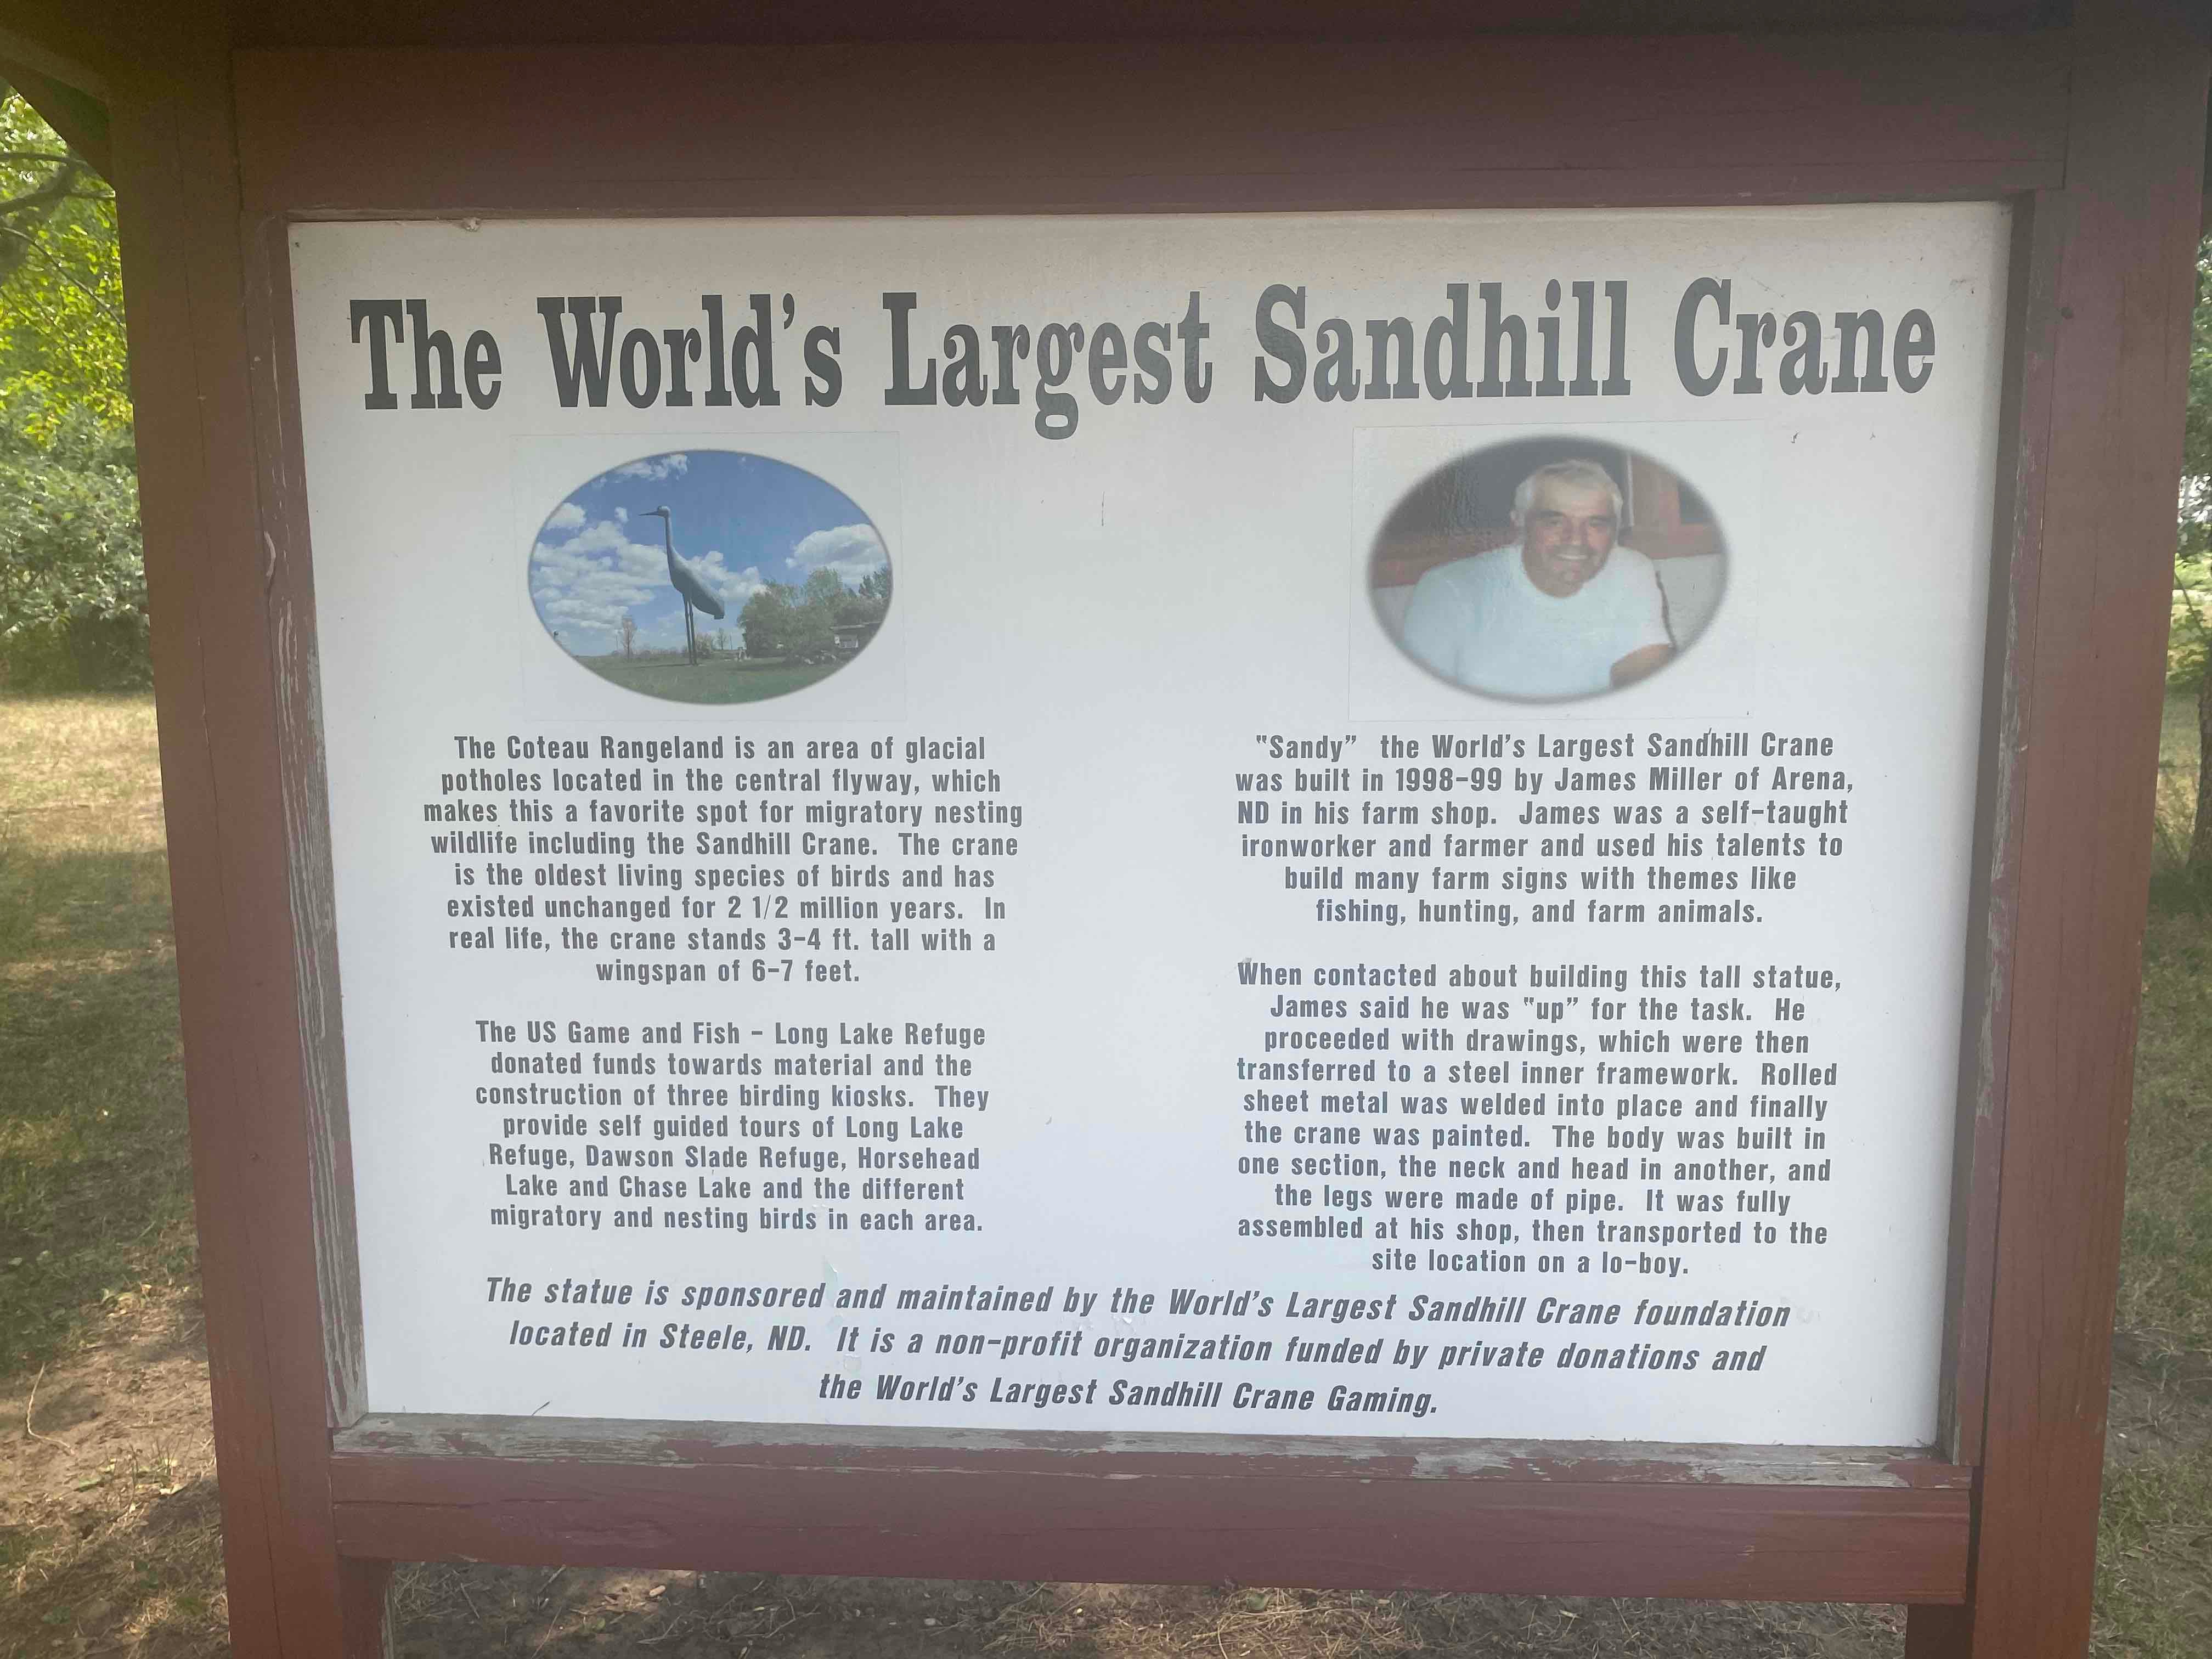 The World's Largest Sandhill Crane
The Coteau Rangeland is an area of glacial
potholes located in the central flyway, which
makes this a favorite spot for migratory nesting
wildlife including the Sandhill Crane. The crane
is the oldest living species of birds and has
existed unchanged for 2 1/2 million years. In
real life, the crane stands 3-4 ft. tall with a
wingspan of 6-7 feet.
The US Game and Fish - Long Lake Refuge
donated funds towards material and the
construction of three birding kiosks. They
provide self guided tours of Long Lake
Refuge, Dawson Slade Refuge, Horsehead
Lake and Chase Lake and the different
migratory and nesting birds in each area.
"Sandy" the World's Largest Sandhill Crane
was built in 1998-99 by James Miller of Arena,
ND in his farm shop. James was a self-taught
ironworker and farmer and used his talents to
build many farm signs with themes like
fishing, hunting, and farm animals.
When contacted about building this tall statue,
James said he was "up" for the task. He
proceeded with drawings, which were then
transferred to a steel inner framework. Rolled
sheet metal was welded into place and finally
the crane was painted. The body was built in
one section, the neck and head in another, and
the legs were made of pipe. It was fully
assembled at his shop, then transported to the
site location on a lo-boy.
The statue is sponsored and maintained by the World's Largest Sandhill Crane foundation
located in Steele, ND. It is a non-profit organization funded by private donations and
the World's Largest Sandhill Crane Gaming.